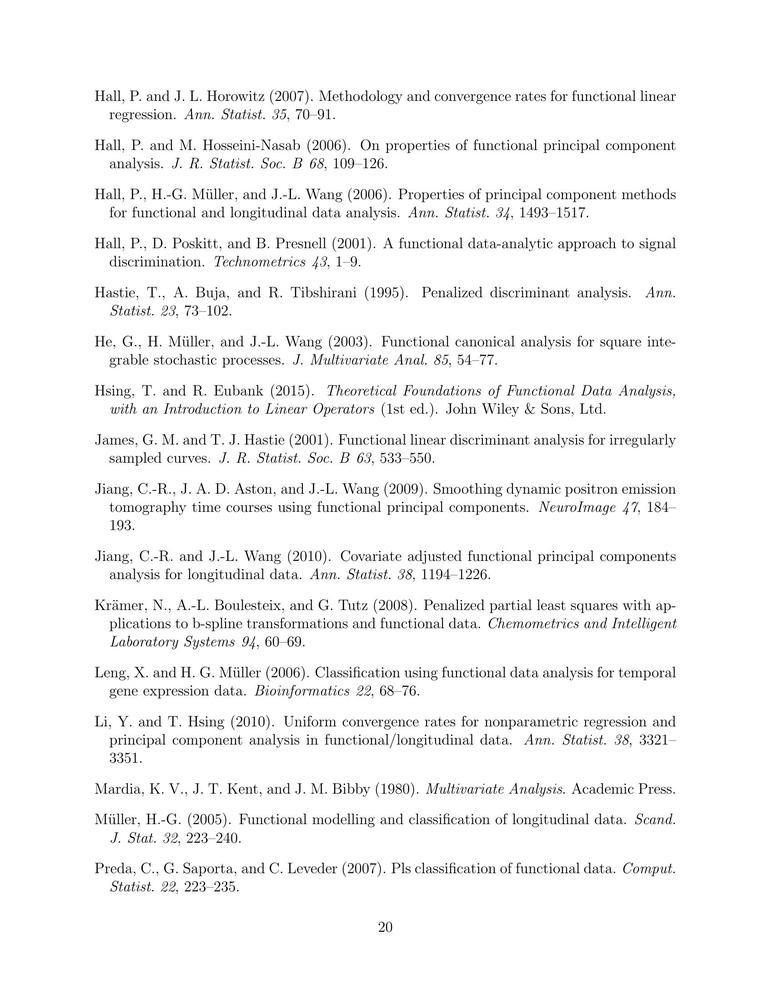 Hall, P. and J. L. Horowitz (2007). Methodology and convergence rates for functional linear
regression. Ann. Statist. 35, 70–91.
Hall, P. and M. Hosseini-Nasab (2006). On properties of functional principal component
analysis. J. R. Statist. Soc. B 68, 109–126.
Hall, P., H.-G. Müller, and J.-L. Wang (2006). Properties of principal component methods
for functional and longitudinal data analysis. Ann. Statist. 34, 1493–1517.
Hall, P., D. Poskitt, and B. Presnell (2001). A functional data-analytic approach to signal
discrimination. Technometrics 43, 1–9.
Hastie, T., A. Buja, and R. Tibshirani (1995). Penalized discriminant analysis. Ann.
Statist. 23, 73–102.
He, G., H. Müller, and J.-L. Wang (2003). Functional canonical analysis for square inte-
grable stochastic processes. J. Multivariate Anal. 85, 54–77.
Hsing, T. and R. Eubank (2015). Theoretical Foundations of Functional Data Analysis,
with an Introduction to Linear Operators (1st ed.). John Wiley & Sons, Ltd.
James, G. M. and T. J. Hastie (2001). Functional linear discriminant analysis for irregularly
sampled curves. J. R. Statist. Soc. B 63, 533–550.
Jiang, C.-R., J. A. D. Aston, and J.-L. Wang (2009). Smoothing dynamic positron emission
tomography time courses using functional principal components. NeuroImage 47, 184–
193.
Jiang, C.-R. and J.-L. Wang (2010). Covariate adjusted functional principal components
analysis for longitudinal data. Ann. Statist. 38, 1194–1226.
Krämer, N., A.-L. Boulesteix, and G. Tutz (2008). Penalized partial least squares with ap-
plications to b-spline transformations and functional data. Chemometrics and Intelligent
Laboratory Systems 94, 60–69.
Leng, X. and H. G. Müller (2006). Classification using functional data analysis for temporal
gene expression data. Bioinformatics 22, 68–76.
Li, Y. and T. Hsing (2010). Uniform convergence rates for nonparametric regression and
principal component analysis in functional/longitudinal data. Ann. Statist. 38, 3321–
3351.
Mardia, K. V., J. T. Kent, and J. M. Bibby (1980). Multivariate Analysis. Academic Press.
Müller, H.-G. (2005). Functional modelling and classification of longitudinal data. Scand.
J. Stat. 32, 223–240.
Preda, C., G. Saporta, and C. Leveder (2007). Pls classification of functional data. Comput.
Statist. 22, 223–235.
20